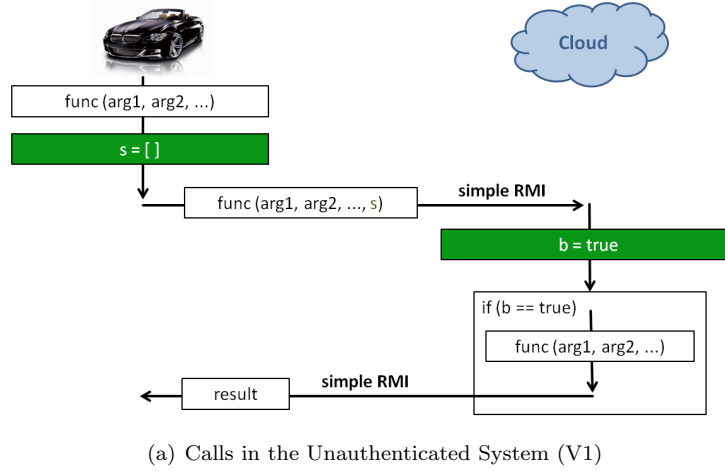 Cloud
func (arg1, arg2, ...)
s = [ ]
func (arg1, arg2, ..., s)
simple RMI
b = true
if (b == true)
func (arg1, arg2, ...)
result
simple RMI
(a) Calls in the Unauthenticated System (V1)